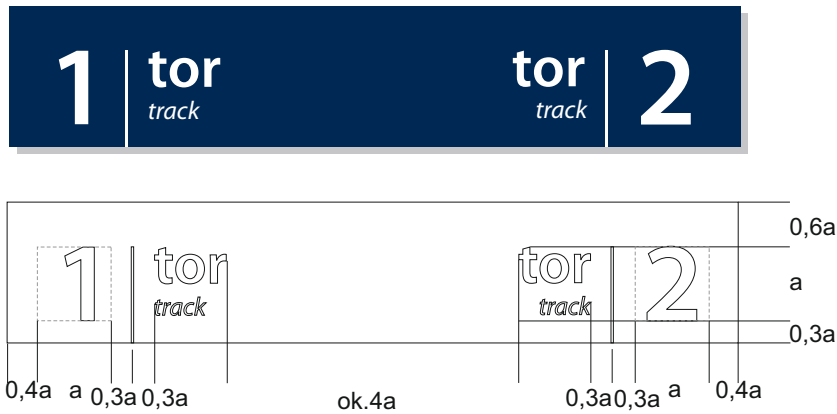 1 tor tor 2
track track
0,6a
1 tor tor 2
a
track track
0,3a
0,4a a 0,3a 0,3a ok.4a 0,3a 0,3a a 0,4a